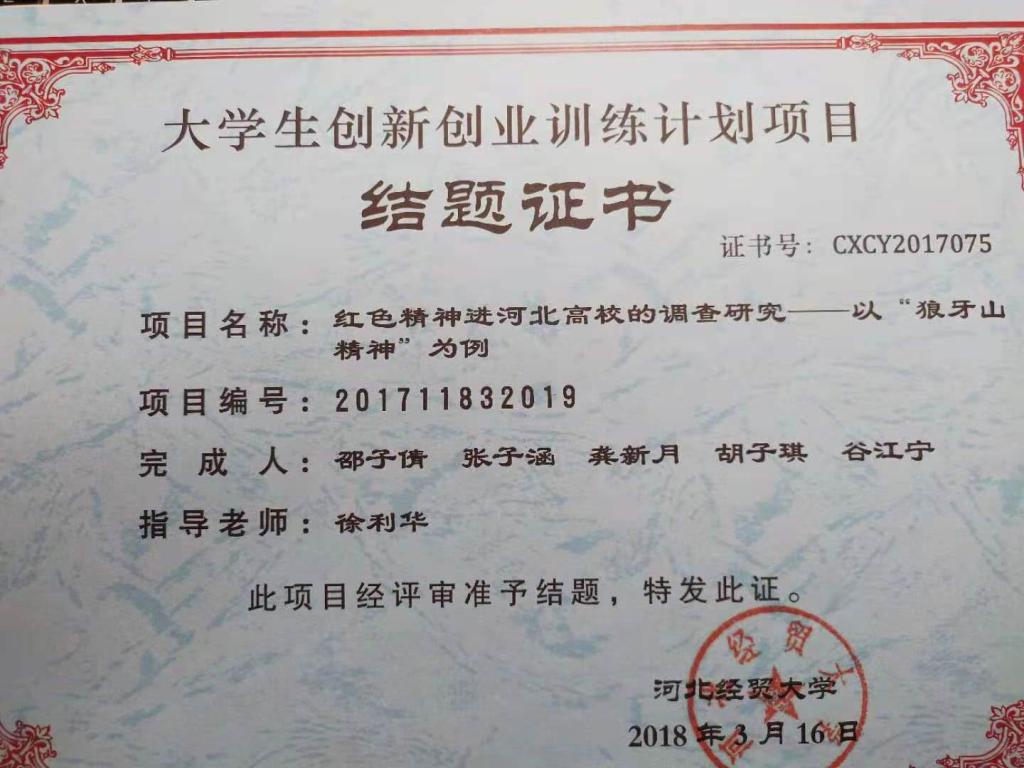 大学生创新创业训练计划项目
结题证书
证书号：CXCY2017075
项目名称：红色精神进河北高校的调查研究——以“狼牙山
精神”为例
项目编号：201711832019
完成人：邵子倩 张子涵 龚新月 胡子琪 谷江宁
指导老师：徐利华
此项目经评审准予结题，特发此证。
河北经贸大学
2018年3月16日